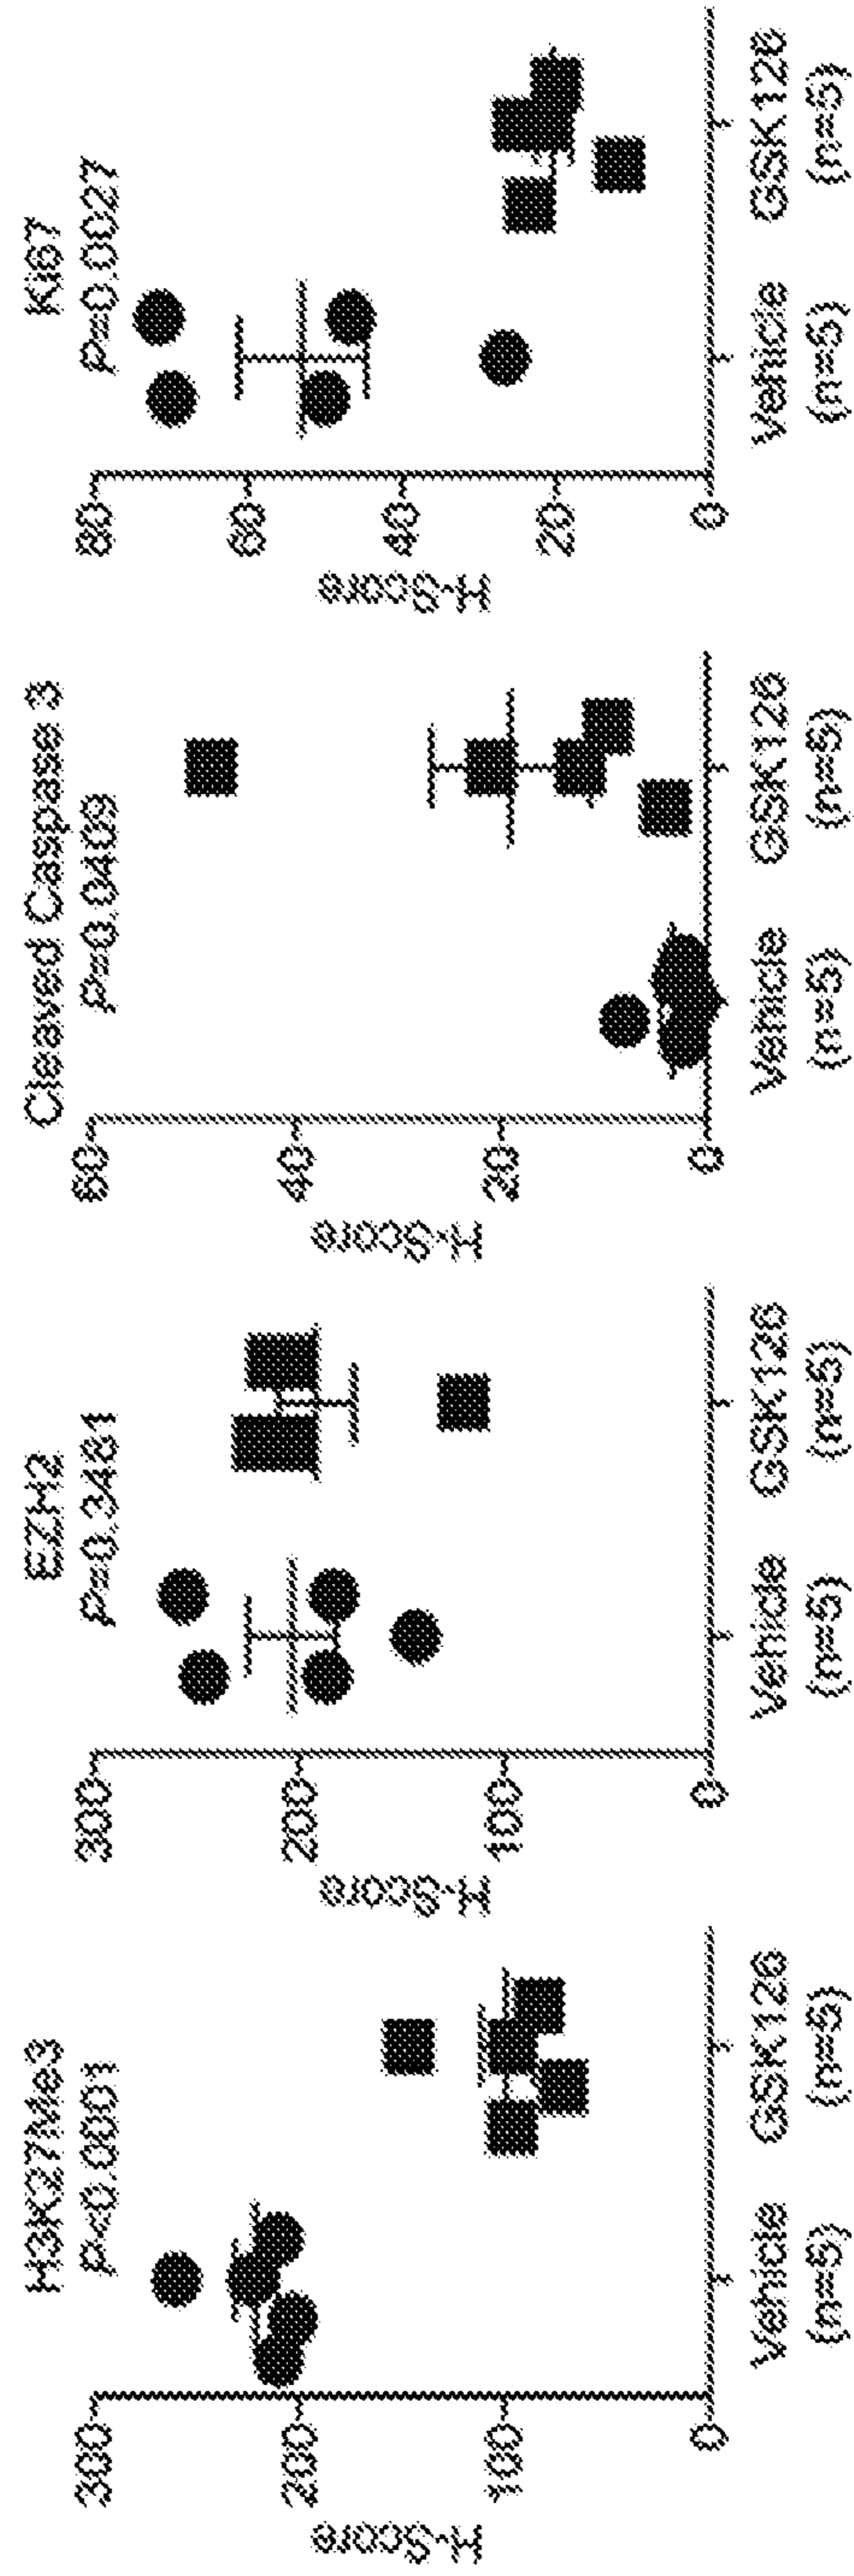 H3K27Me3
P<0.0001
H-Score
300
200
100
0
Vehicle
(n=5)
GSK126
(n=5)
EZH2
P=0.3481
H-Score
300
200
100
0
Vehicle
(n=5)
GSK126
(n=5)
Cleaved Caspase 3
P=0.0409
H-Score
60
40
20
0
Vehicle
(n=5)
GSK126
(n=5)
Ki67
P=0.0027
H-Score
80
60
40
20
0
Vehicle
(n=5)
GSK126
(n=5)